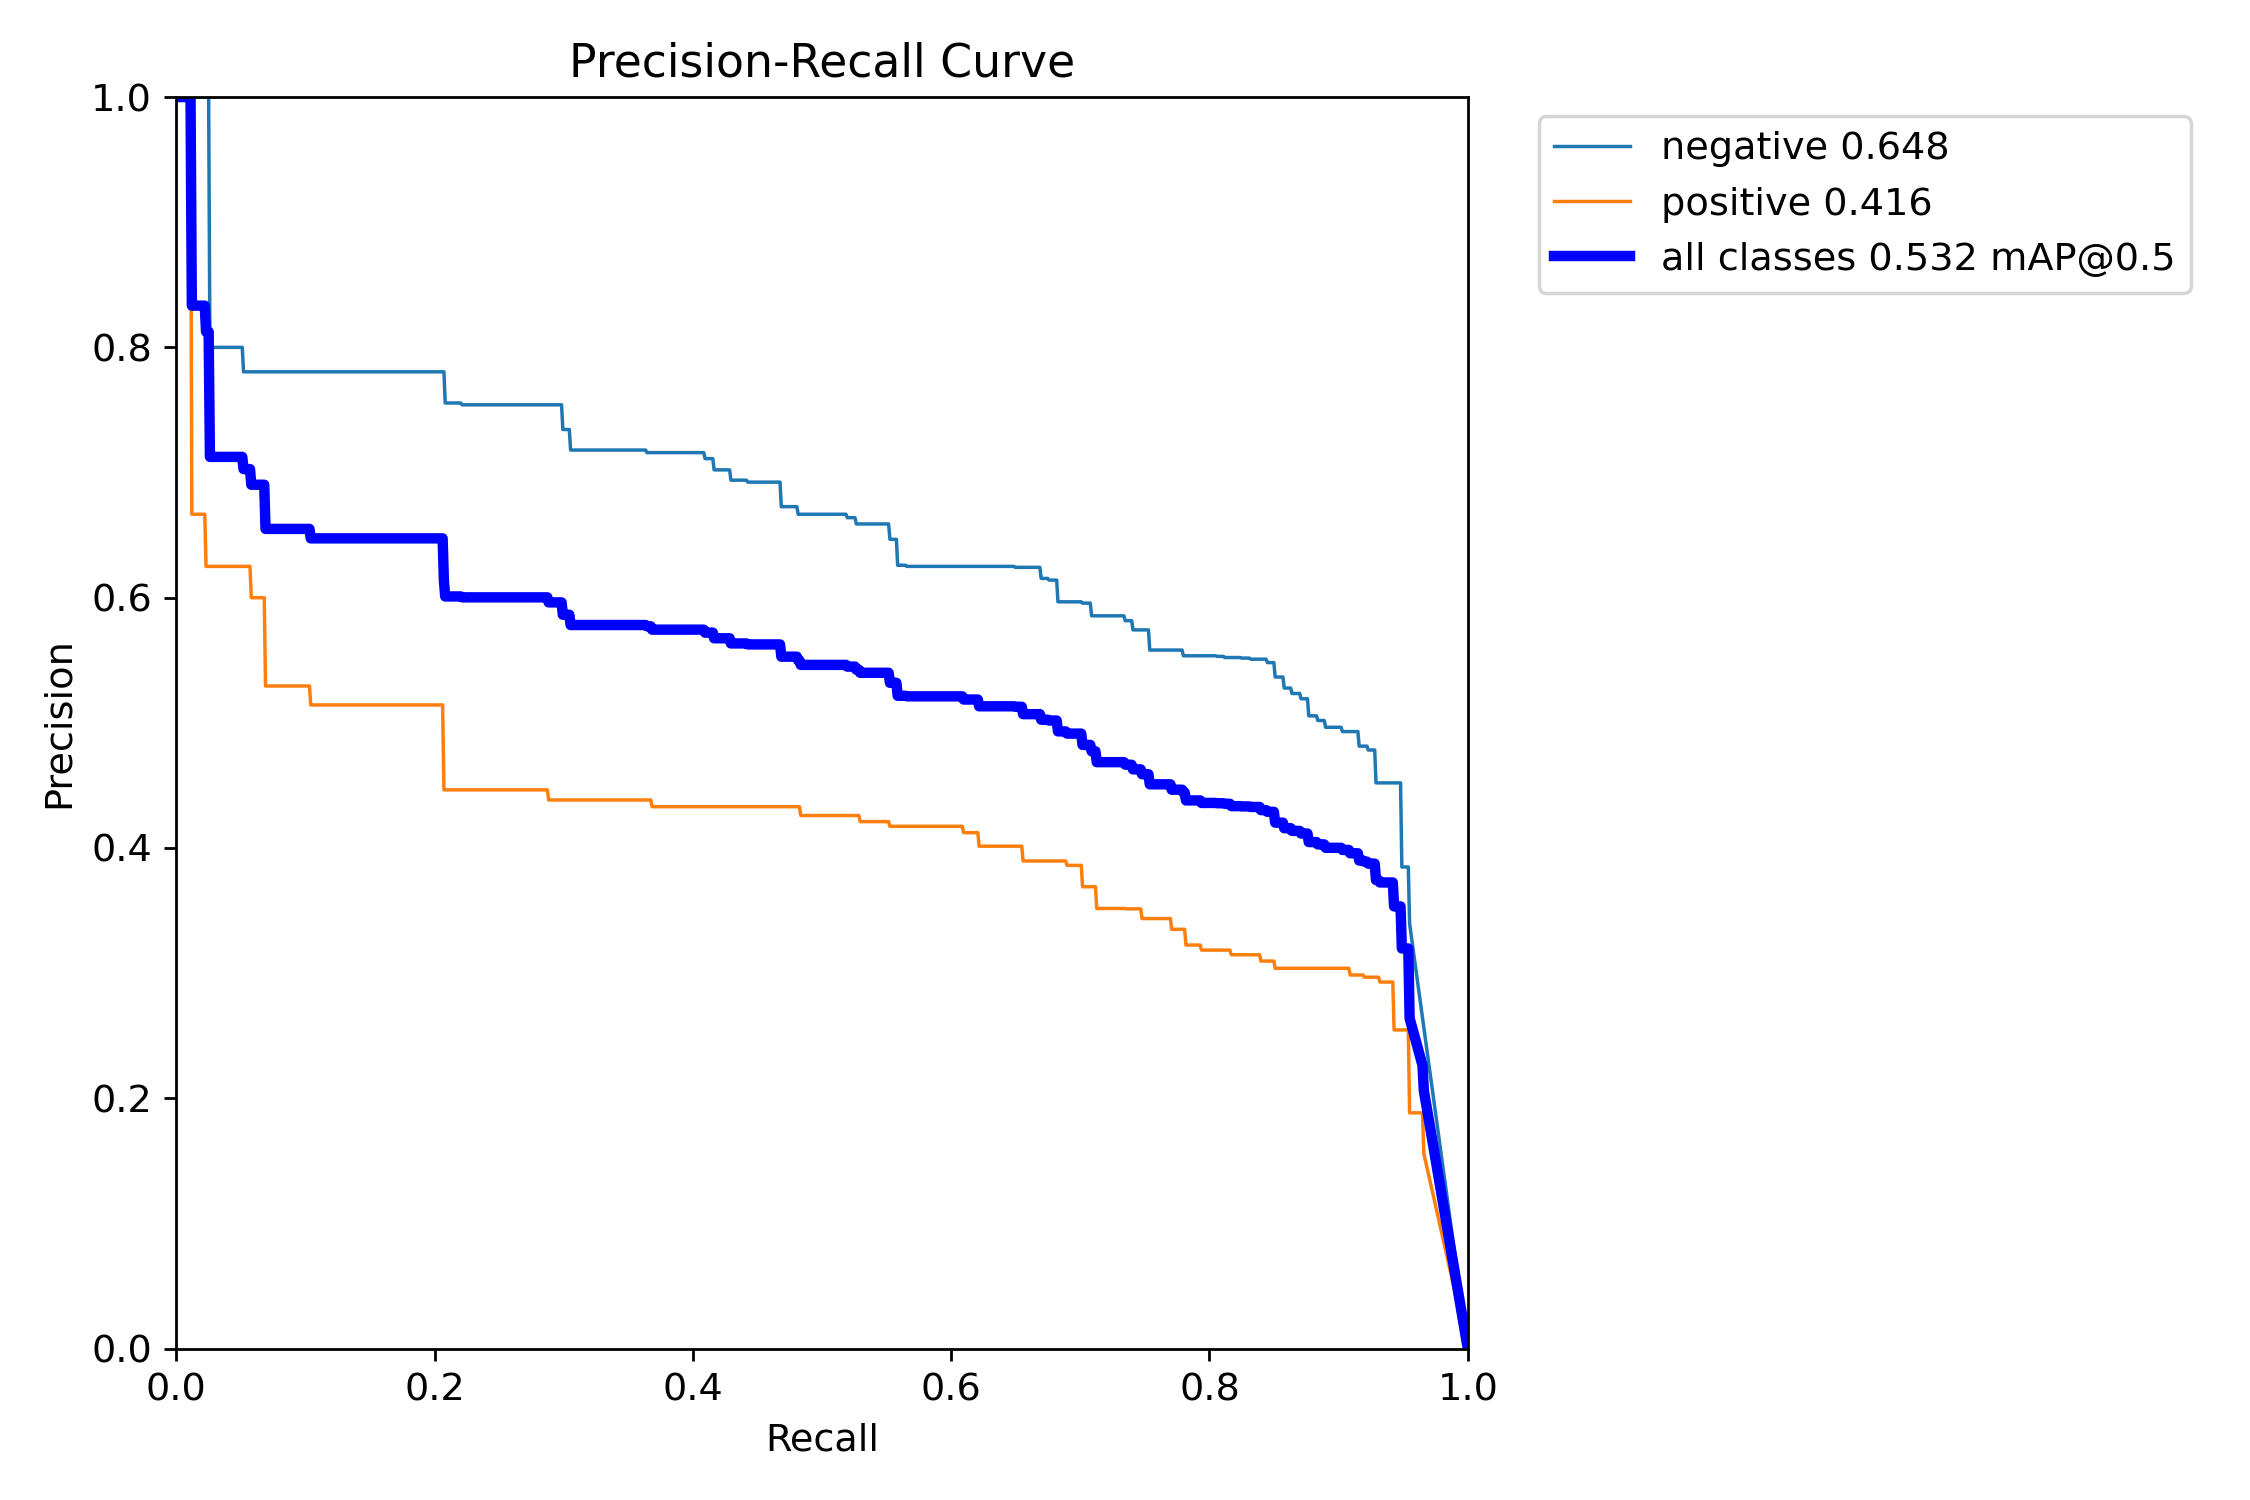 Precision-Recall Curve
1.0
0.8
0.6
0.4
0.2
0.0
Precision
0.0 0.2 0.4 0.6 0.8 1.0
Recall
negative 0.648
positive 0.416
all classes 0.532 mAP@0.5